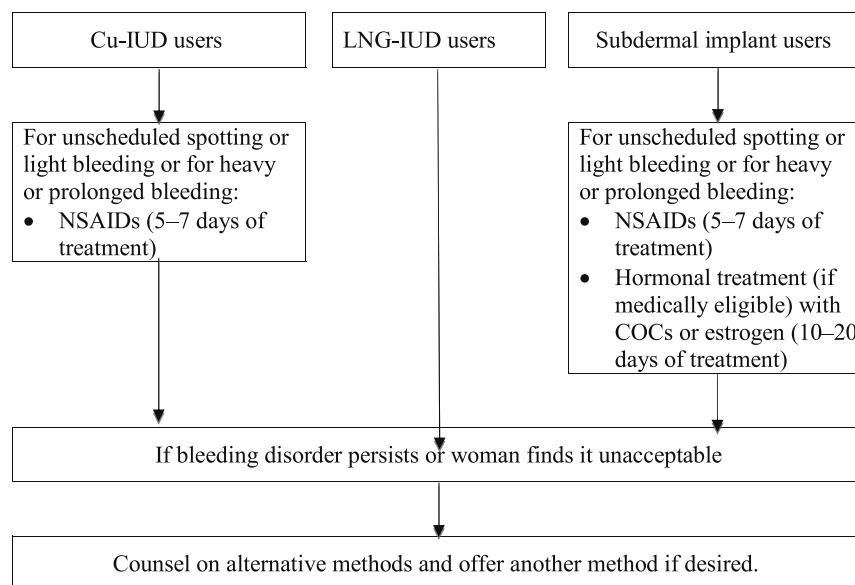 Cu-IUD users
LNG-IUD users
Subdermal implant users
For unscheduled spotting or
light bleeding or for heavy
or prolonged bleeding:
• NSAIDs (5–7 days of
treatment)
For unscheduled spotting or
light bleeding or for heavy
or prolonged bleeding:
• NSAIDs (5–7 days of
treatment)
• Hormonal treatment (if
medically eligible) with
COCs or estrogen (10–20
days of treatment)
If bleeding disorder persists or woman finds it unacceptable
Counsel on alternative methods and offer another method if desired.